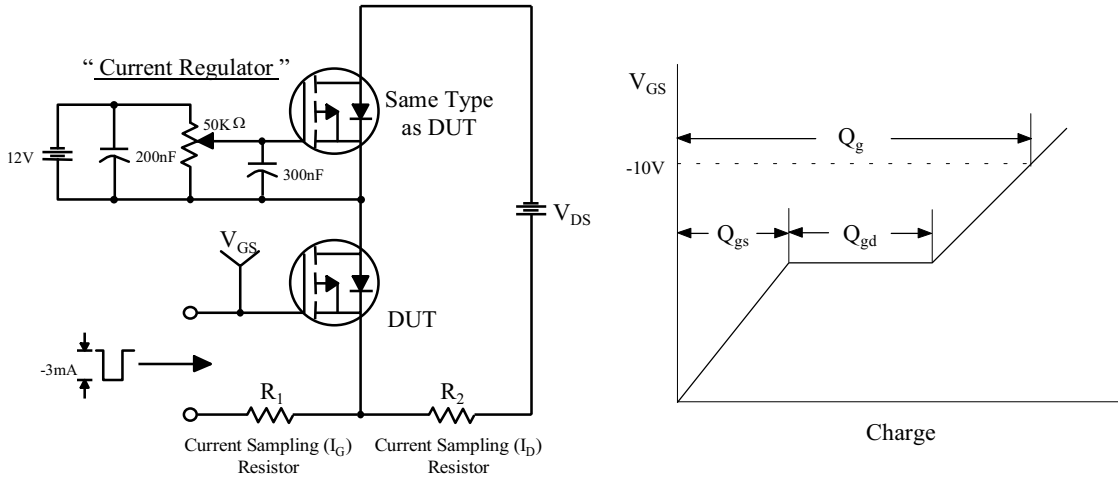 “ Current Regulator ”
Same Type
as DUT
50KΩ
12V
200nF
300nF
V_DS
V_GS
DUT
-3mA
R_1
R_2
Current Sampling (I_G)
Resistor
Current Sampling (I_D)
Resistor
V_GS
Q_g
-10V
Q_gs
Q_gd
Charge